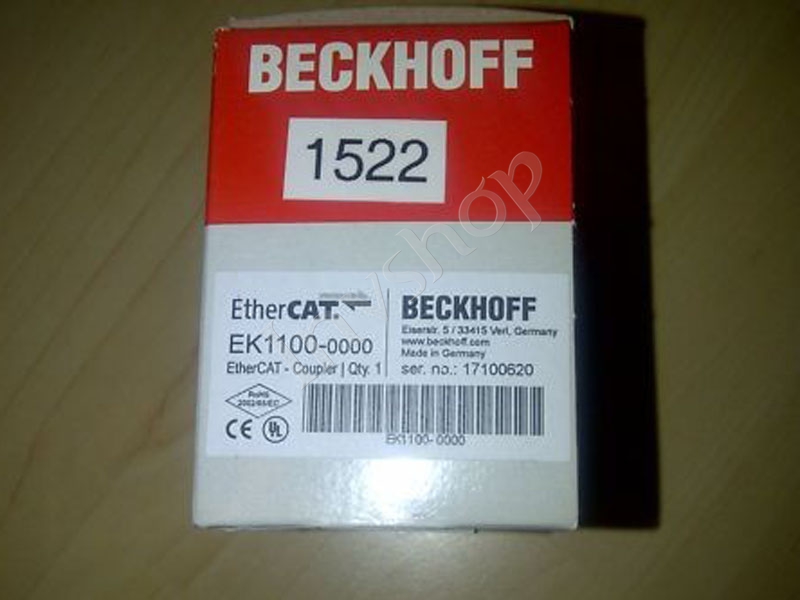 BECKHOFF
1522
EtherCAT.
EK1100-0000
EtherCAT - Coupler | Qty. 1
BECKHOFF
Eiserstr. 5 / 33415 Verl, Germany
www.beckhoff.com
Made in Germany
ser. no.: 17100620
RoHS
2002/95/EC
CE UL
EK1100-0000